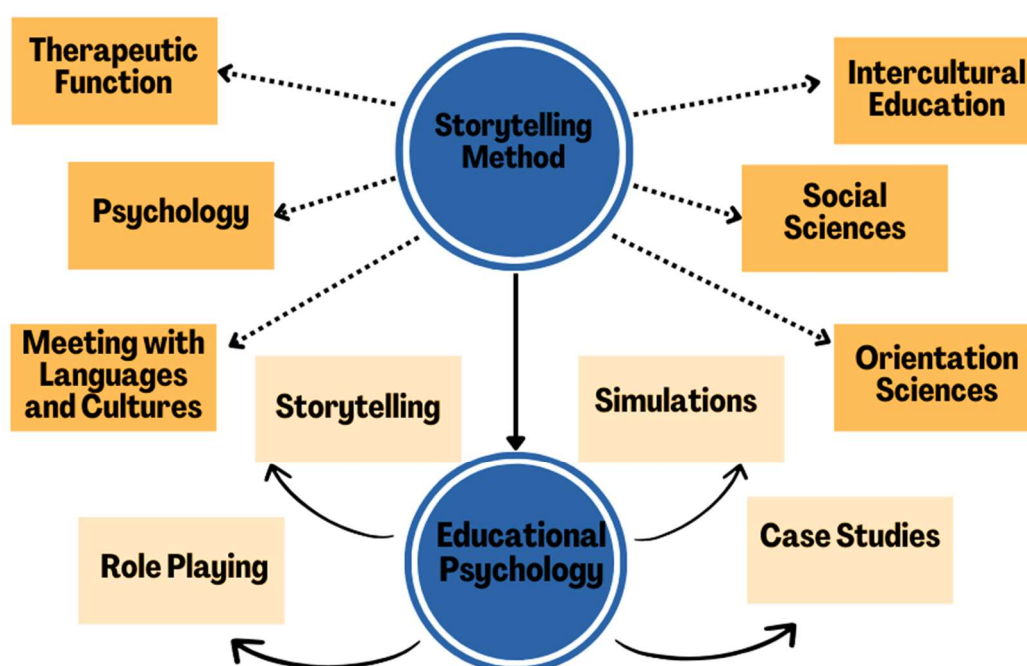 Therapeutic
Function
Storytelling
Method
Intercultural
Education
Psychology
Social
Sciences
Meeting with
Languages
and Cultures
Orientation
Sciences
Storytelling
Simulations
Educational
Psychology
Role Playing
Case Studies